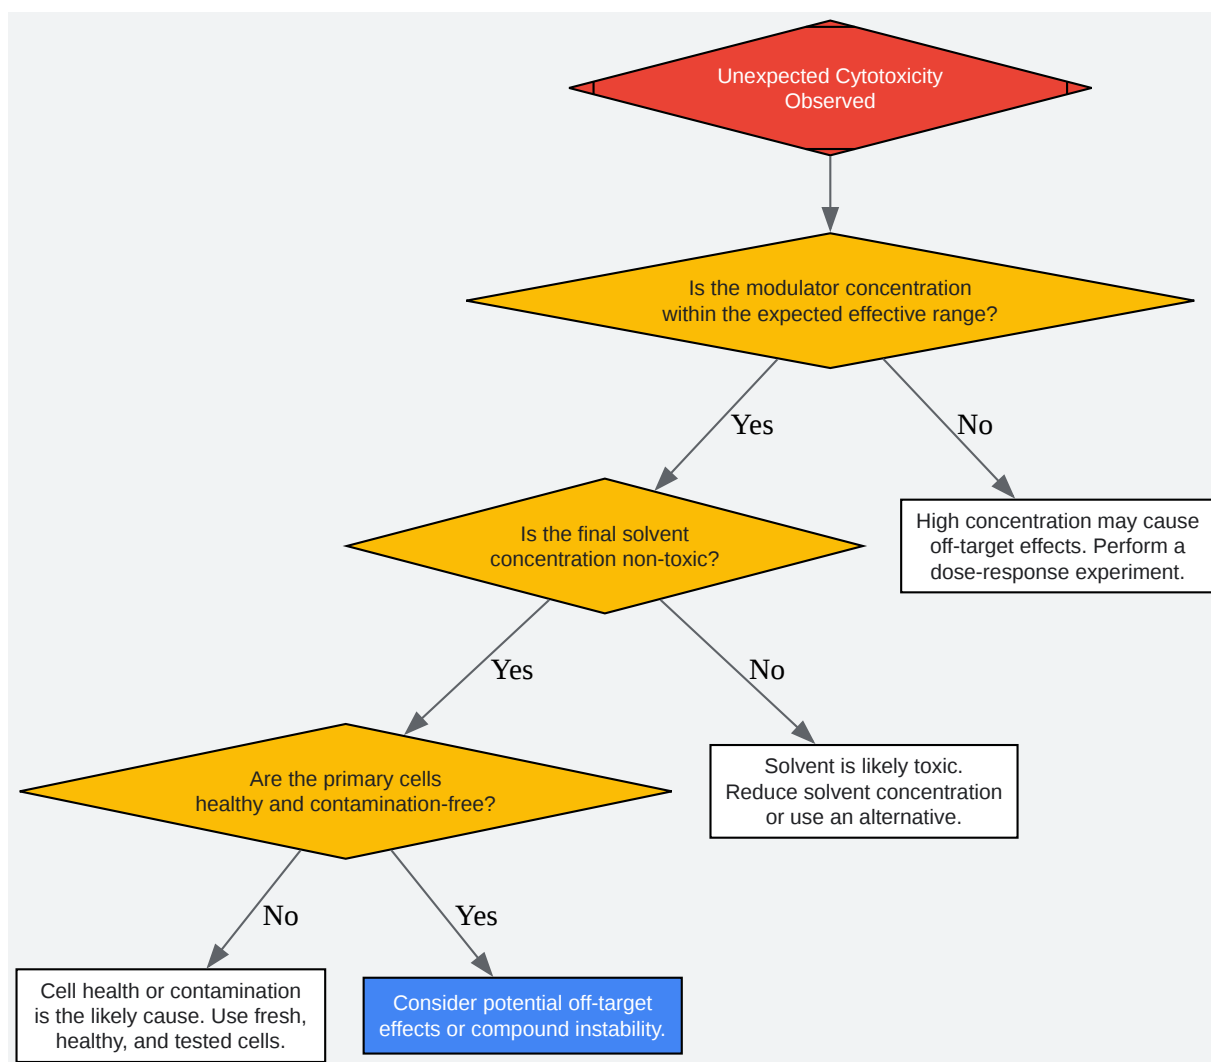 Unexpected Cytotoxicity
Observed
Is the modulator concentration
within the expected effective range?
Yes
No
Is the final solvent
concentration non-toxic?
High concentration may cause
off-target effects. Perform a
dose-response experiment.
Yes
No
Are the primary cells
healthy and contamination-free?
Solvent is likely toxic.
Reduce solvent concentration
or use an alternative.
No
Yes
Cell health or contamination
is the likely cause. Use fresh,
healthy, and tested cells.
Consider potential off-target
effects or compound instability.